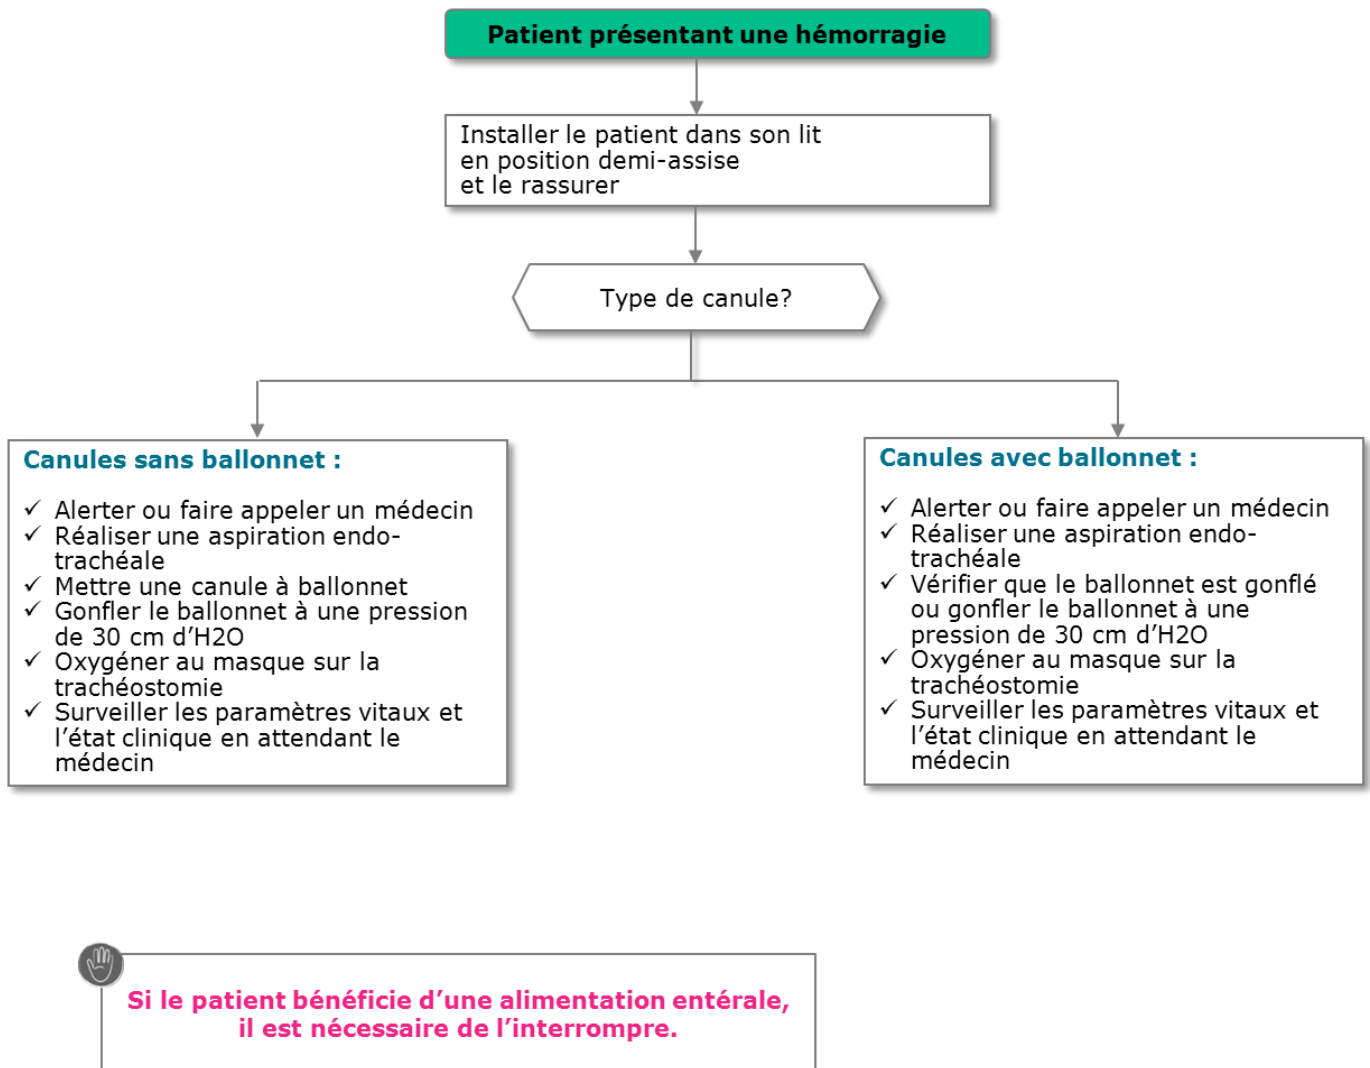 Patient présentant une hémorragie
Installer le patient dans son lit
en position demi-assise
et le rassurer
Type de canule?
Canules sans ballonnet :
✓ Alerter ou faire appeler un médecin
✓ Réaliser une aspiration endo-
trachéale
✓ Mettre une canule à ballonnet
✓ Gonfler le ballonnet à une pression
de 30 cm d’H2O
✓ Oxygéner au masque sur la
trachéostomie
✓ Surveiller les paramètres vitaux et
l’état clinique en attendant le
médecin
Canules avec ballonnet :
✓ Alerter ou faire appeler un médecin
✓ Réaliser une aspiration endo-
trachéale
✓ Vérifier que le ballonnet est gonflé
ou gonfler le ballonnet à une
pression de 30 cm d’H2O
✓ Oxygéner au masque sur la
trachéostomie
✓ Surveiller les paramètres vitaux et
l’état clinique en attendant le
médecin
Si le patient bénéficie d’une alimentation entérale,
il est nécessaire de l’interrompre.